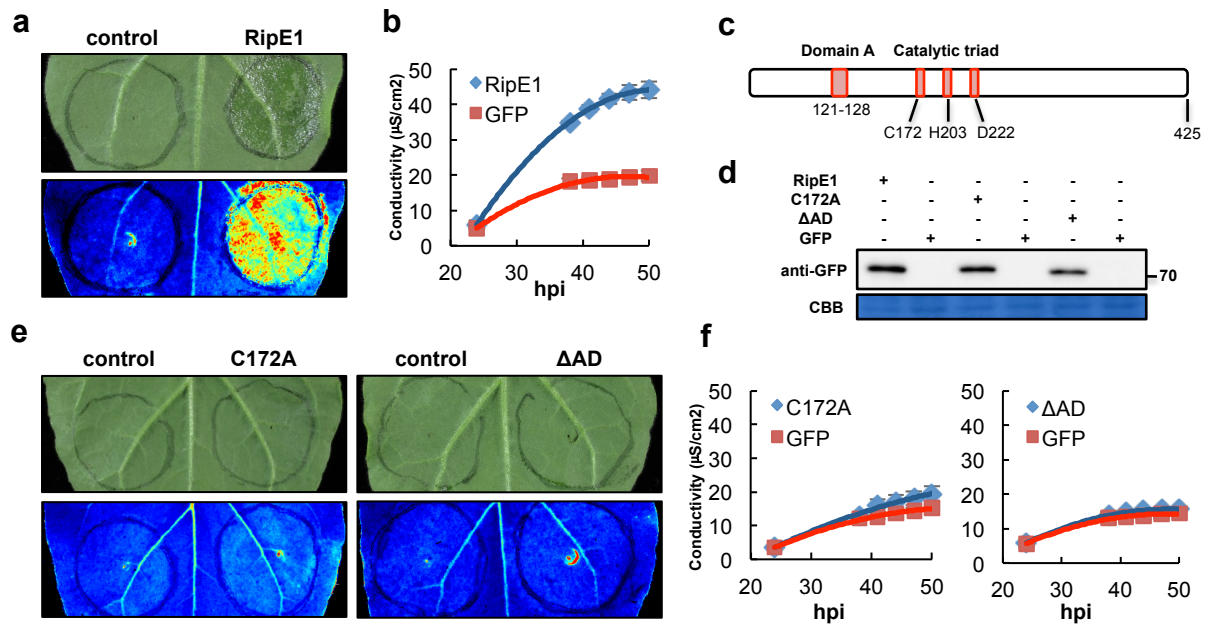 a
control RipE1
b
Conductivity (µS/cm2)
50
40
30
20
10
0
RipE1
GFP
20 30 40 50
hpi
c
Domain A Catalytic triad
121-128
C172 H203 D222
425
d
RipE1 + - - - - -
C172A - - + - - -
ΔAD - - - - + -
GFP - + - + - +
anti-GFP
70
CBB
e
control C172A
control ΔAD
f
Conductivity (µS/cm2)
50
40
30
20
10
0
C172A
GFP
20 30 40 50
hpi
50
40
30
20
10
0
ΔAD
GFP
20 30 40 50
hpi